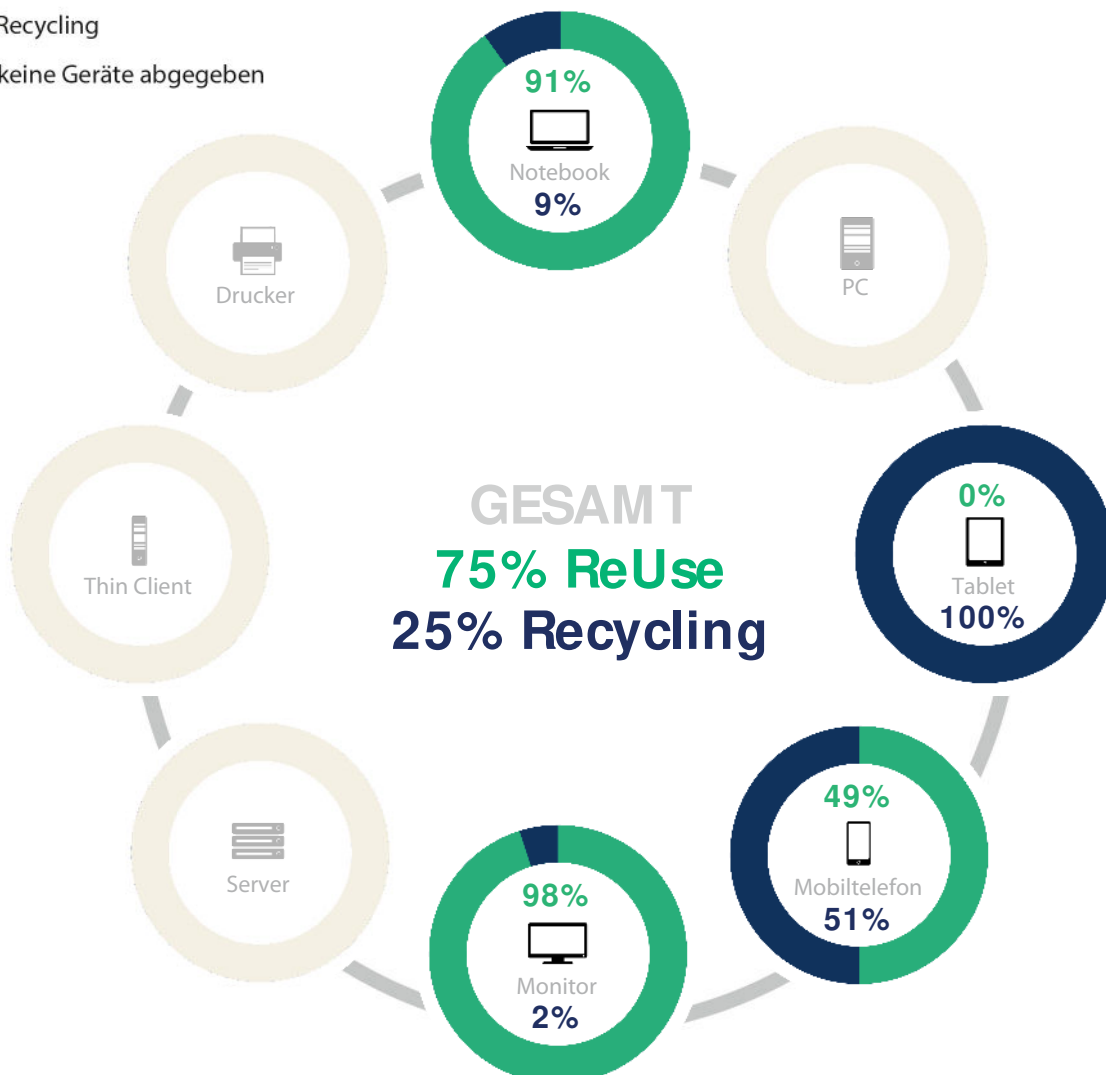 Recycling
keine Geräte abgegeben
91%
Notebook
9%
Drucker
PC
GESAMT
75% ReUse
25% Recycling
Thin Client
0%
Tablet
100%
Server
49%
Mobiltelefon
51%
98%
Monitor
2%